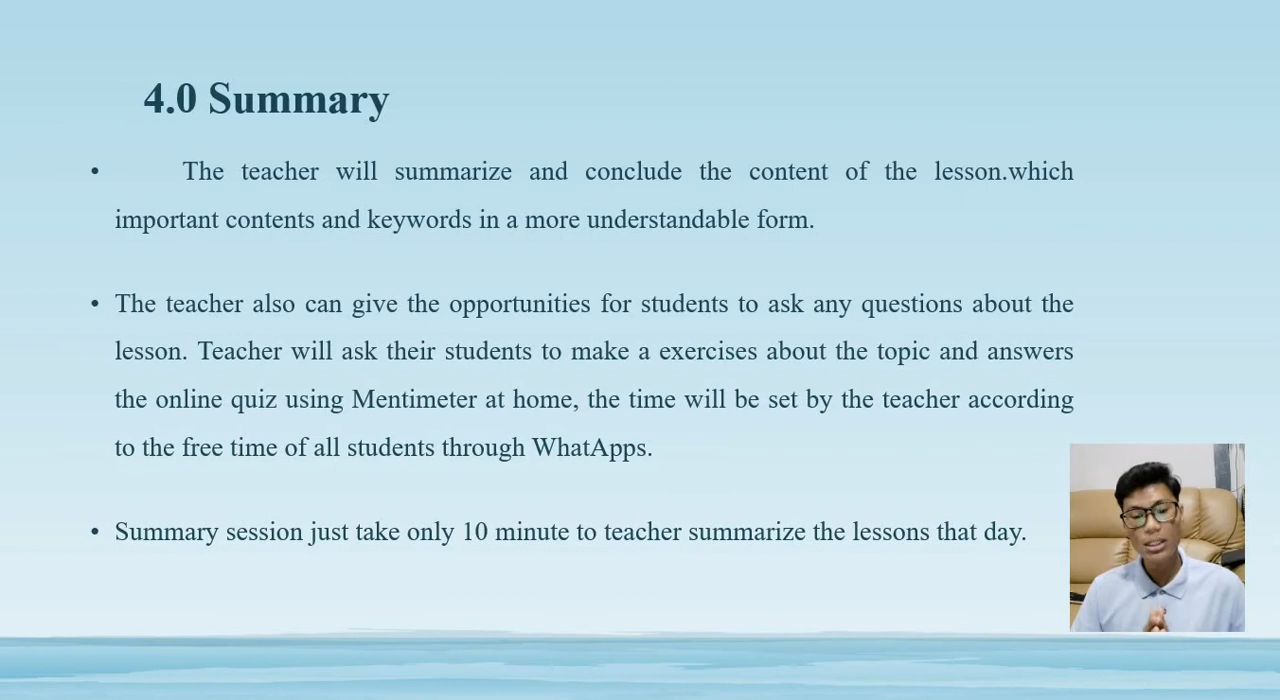 4.0 Summary
• The teacher will summarize and conclude the content of the lesson.which
important contents and keywords in a more understandable form.
• The teacher also can give the opportunities for students to ask any questions about the
lesson. Teacher will ask their students to make a exercises about the topic and answers
the online quiz using Mentimeter at home, the time will be set by the teacher according
to the free time of all students through WhatApps.
• Summary session just take only 10 minute to teacher summarize the lessons that day.